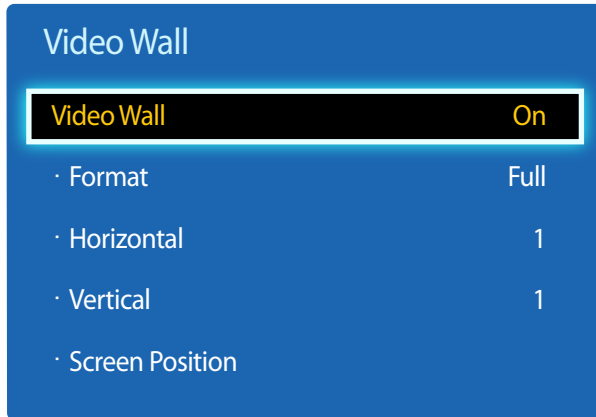 Video Wall
Video Wall On
· Format Full
· Horizontal 1
· Vertical 1
· Screen Position